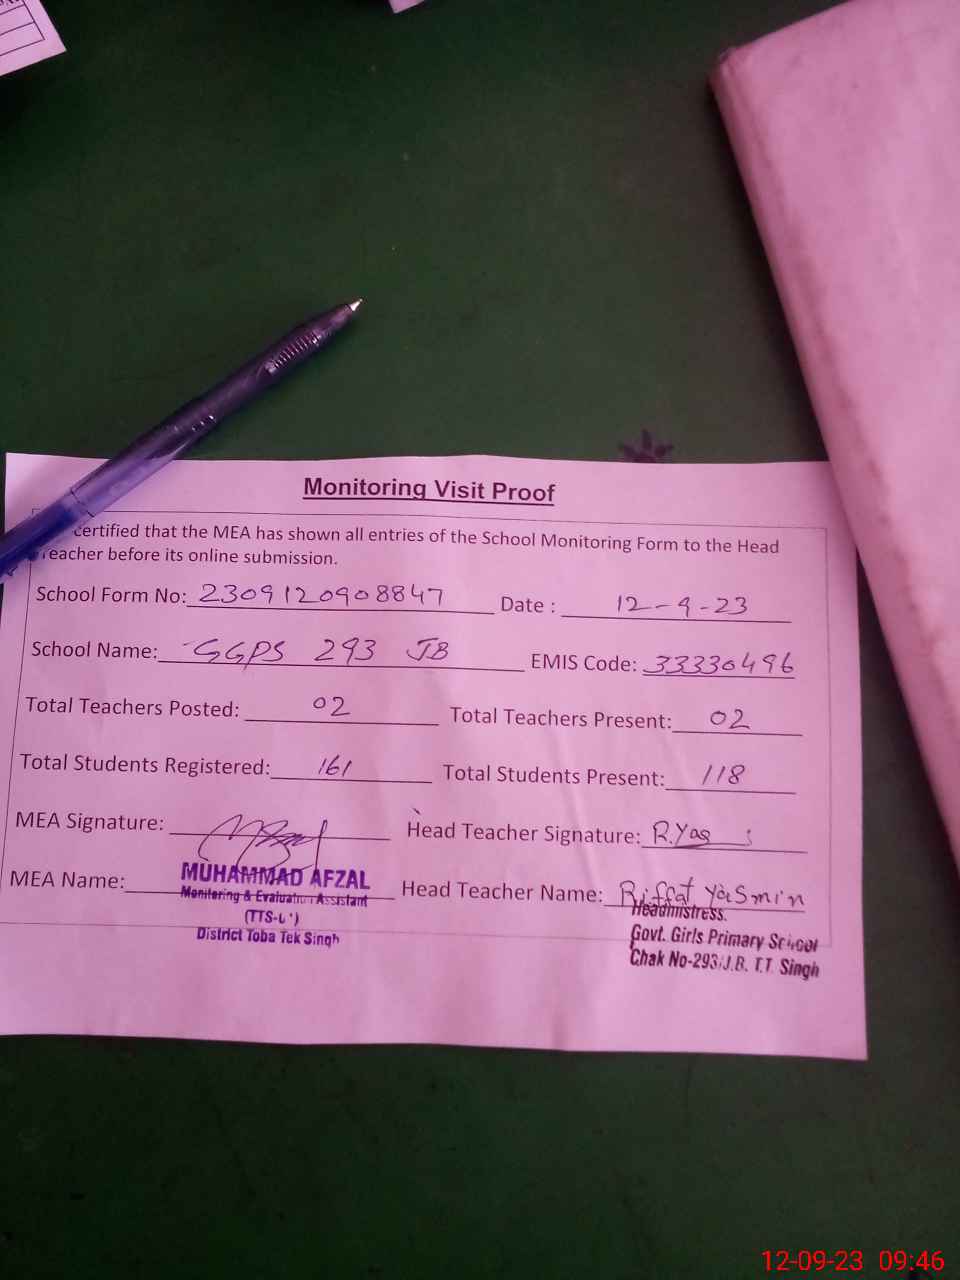 Monitoring Visit Proof
certified that the MEA has shown all entries of the School Monitoring Form to the Head
Teacher before its online submission.
School Form No: 2309120908847 Date : 12-9-23
School Name: GGPS 293 JB EMIS Code: 33330496
Total Teachers Posted: 02 Total Teachers Present: 02
Total Students Registered: 161 Total Students Present: 118
MEA Signature: Head Teacher Signature: R.Yas
MEA Name: Head Teacher Name: Riffat Yasmin
MUHAMMAD AFZAL
Monitoring & Evaluation Assistant
District Toba Tek Singh
Headmistress.
Govt. Girls Primary School
Chak No-293/J.B. T.T. Singh
12-09-23 09:46